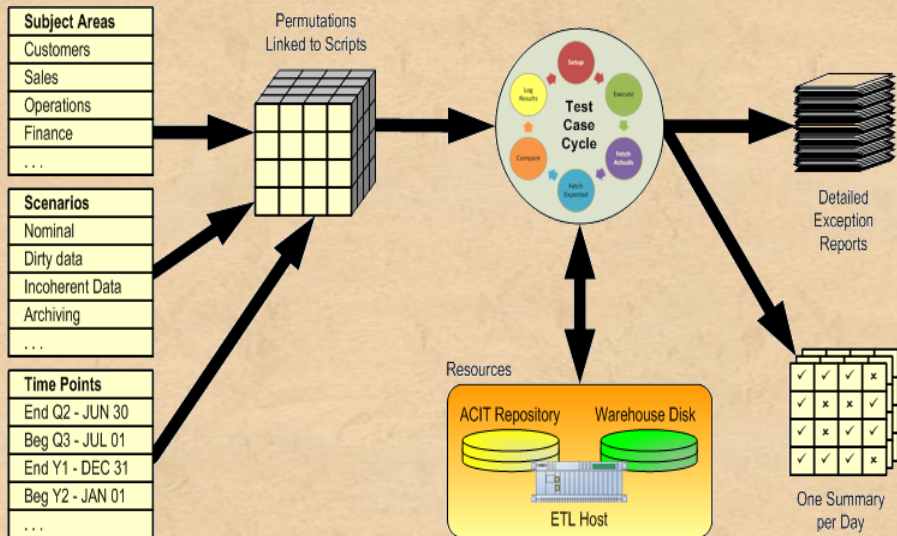 Subject Areas
Customers
Sales
Operations
Finance
. . .
Scenarios
Nominal
Dirty data
Incoherent Data
Archiving
. . .
Time Points
End Q2 - JUN 30
Beg Q3 - JUL 01
End Y1 - DEC 31
Beg Y2 - JAN 01
. . .
Permutations
Linked to Scripts
Test
Case
Cycle
Setup
Execute
Fetch
Actuals
Fetch
Expected
Compare
Log
Results
Resources
ACIT Repository
Warehouse Disk
ETL Host
Detailed
Exception
Reports
✓ ✓ ✓ ✗
✓ ✗ ✗ ✓
✓ ✗ ✓ ✓
✓ ✓ ✓ ✗
One Summary
per Day